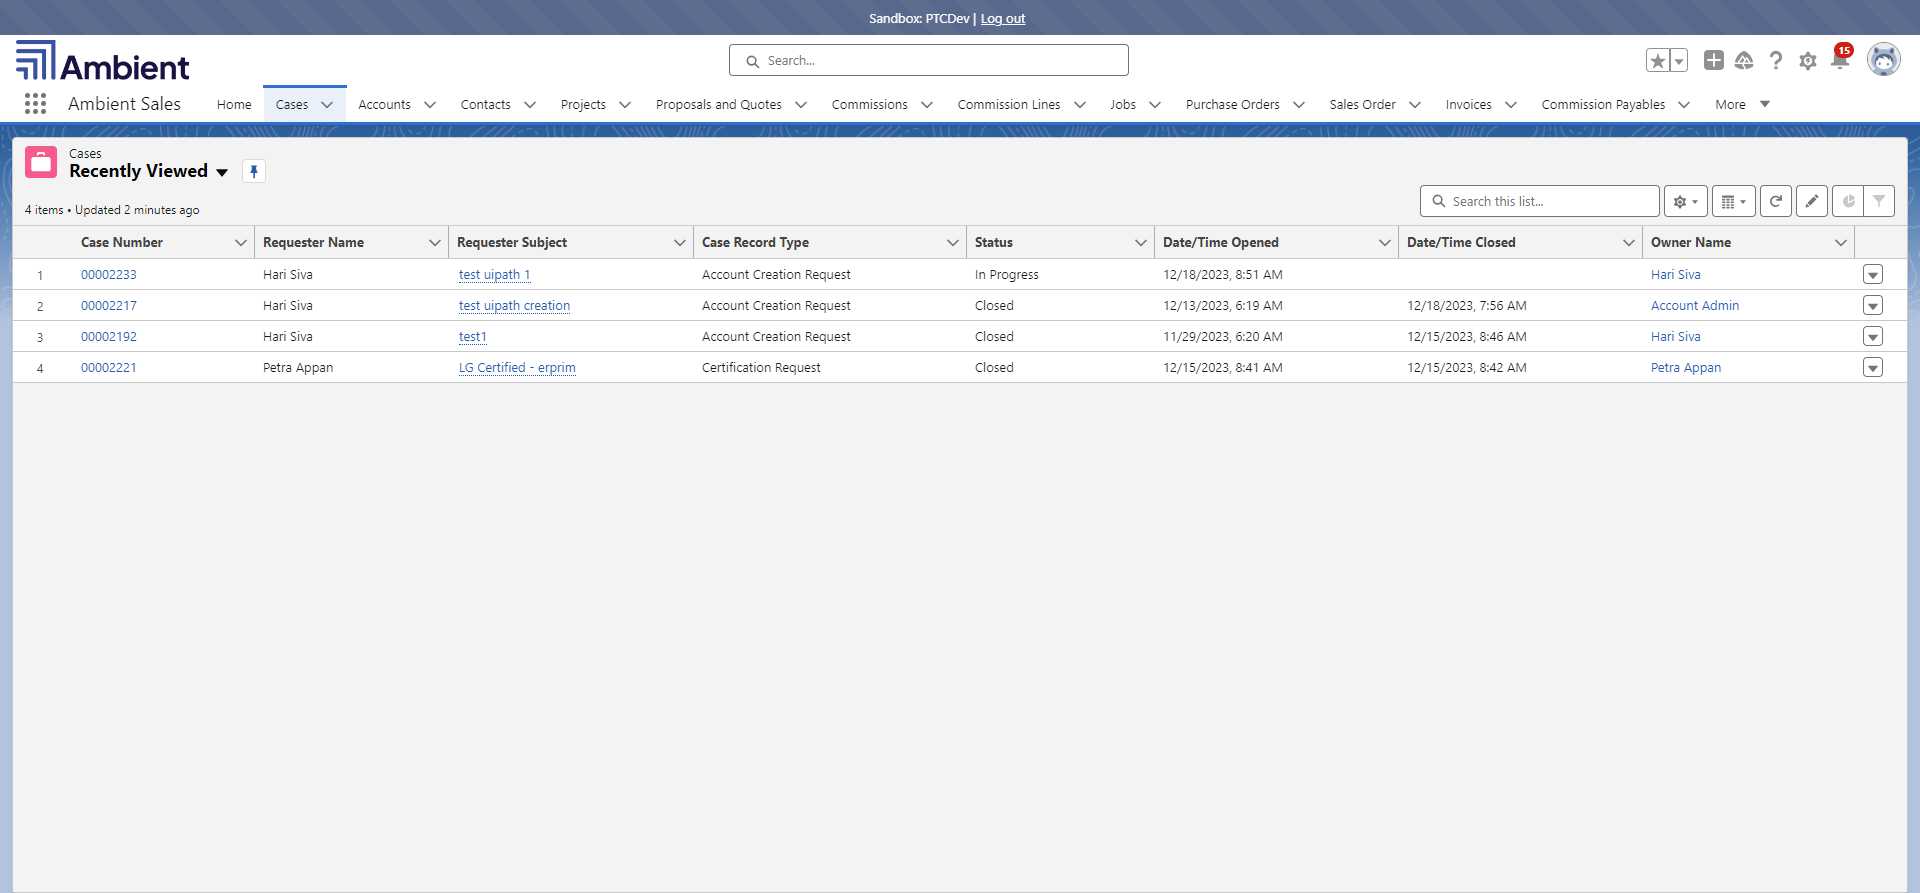 Sandbox: PTCDev | Log out
Ambient
Search...
15
Ambient Sales Home Cases Accounts Contacts Projects Proposals and Quotes Commissions Commission Lines Jobs Purchase Orders Sales Order Invoices Commission Payables More
Cases
Recently Viewed
4 items • Updated 2 minutes ago
Search this list...
Case Number Requester Name Requester Subject Case Record Type Status Date/Time Opened Date/Time Closed Owner Name
1 00002233 Hari Siva test uipath 1 Account Creation Request In Progress 12/18/2023, 8:51 AM Hari Siva
2 00002217 Hari Siva test uipath creation Account Creation Request Closed 12/13/2023, 6:19 AM 12/18/2023, 7:56 AM Account Admin
3 00002192 Hari Siva test1 Account Creation Request Closed 11/29/2023, 6:20 AM 12/15/2023, 8:46 AM Hari Siva
4 00002221 Petra Appan LG Certified - erprim Certification Request Closed 12/15/2023, 8:41 AM 12/15/2023, 8:42 AM Petra Appan